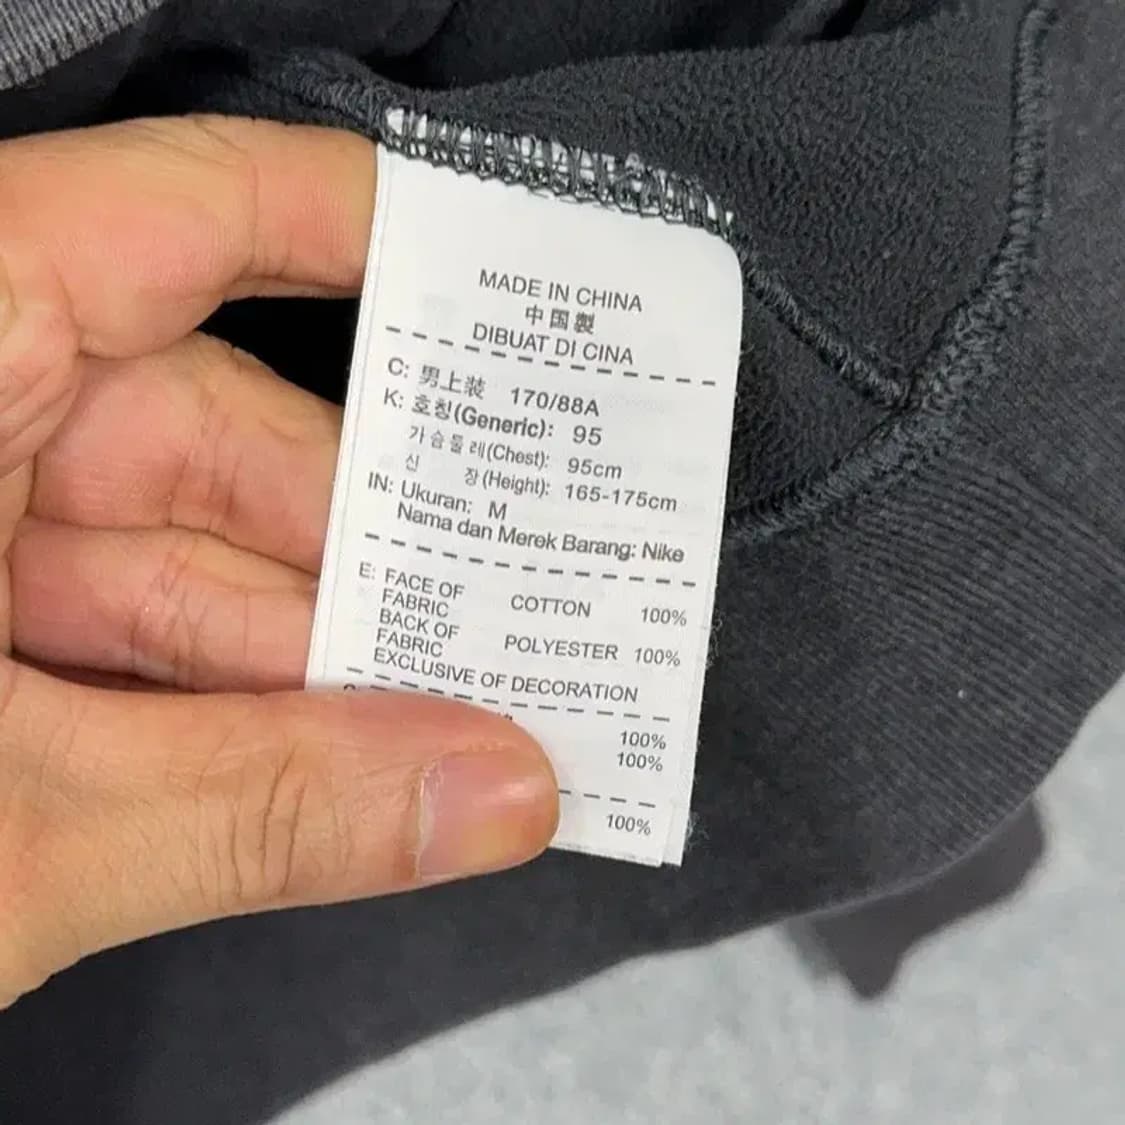 MADE IN CHINA
中国製
DIBUAT DI CINA
C: 男上装 170/88A
K: 호칭(Generic): 95
가슴둘레(Chest): 95cm
신 장(Height): 165-175cm
IN: Ukuran: M
Nama dan Merek Barang: Nike
E: FACE OF FABRIC COTTON 100%
BACK OF FABRIC POLYESTER 100%
EXCLUSIVE OF DECORATION
100%
100%
100%